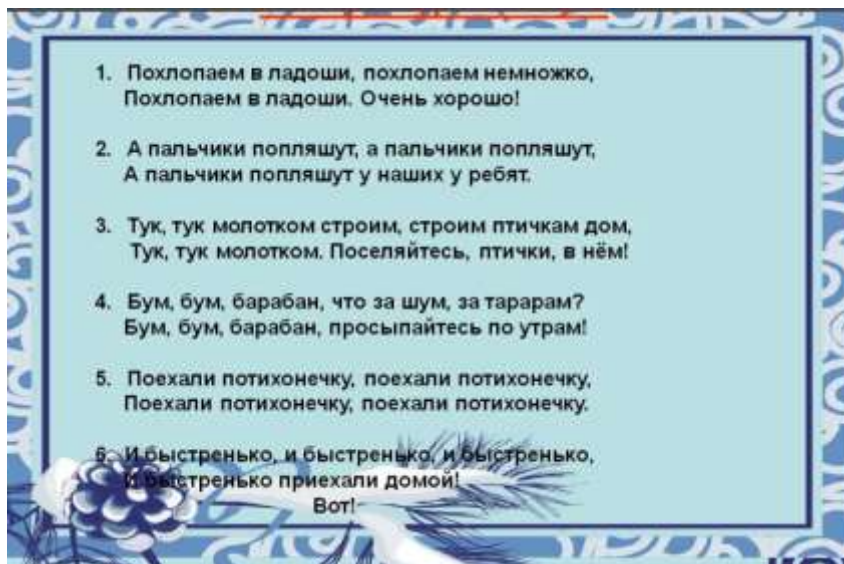 1. Похлопаем в ладоши, похлопаем немножко,
Похлопаем в ладоши. Очень хорошо!
2. А пальчики попляшут, а пальчики попляшут,
А пальчики попляшут у наших у ребят.
3. Тук, тук молотком строим, строим птичкам дом,
Тук, тук молотком. Поселяйтесь, птички, в нём!
4. Бум, бум, барабан, что за шум, за тарарам?
Бум, бум, барабан, просыпайтесь по утрам!
5. Поехали потихонечку, поехали потихонечку,
Поехали потихонечку, поехали потихонечку.
6. И быстренько, и быстренько, и быстренько,
И быстренько приехали домой!
Вот!